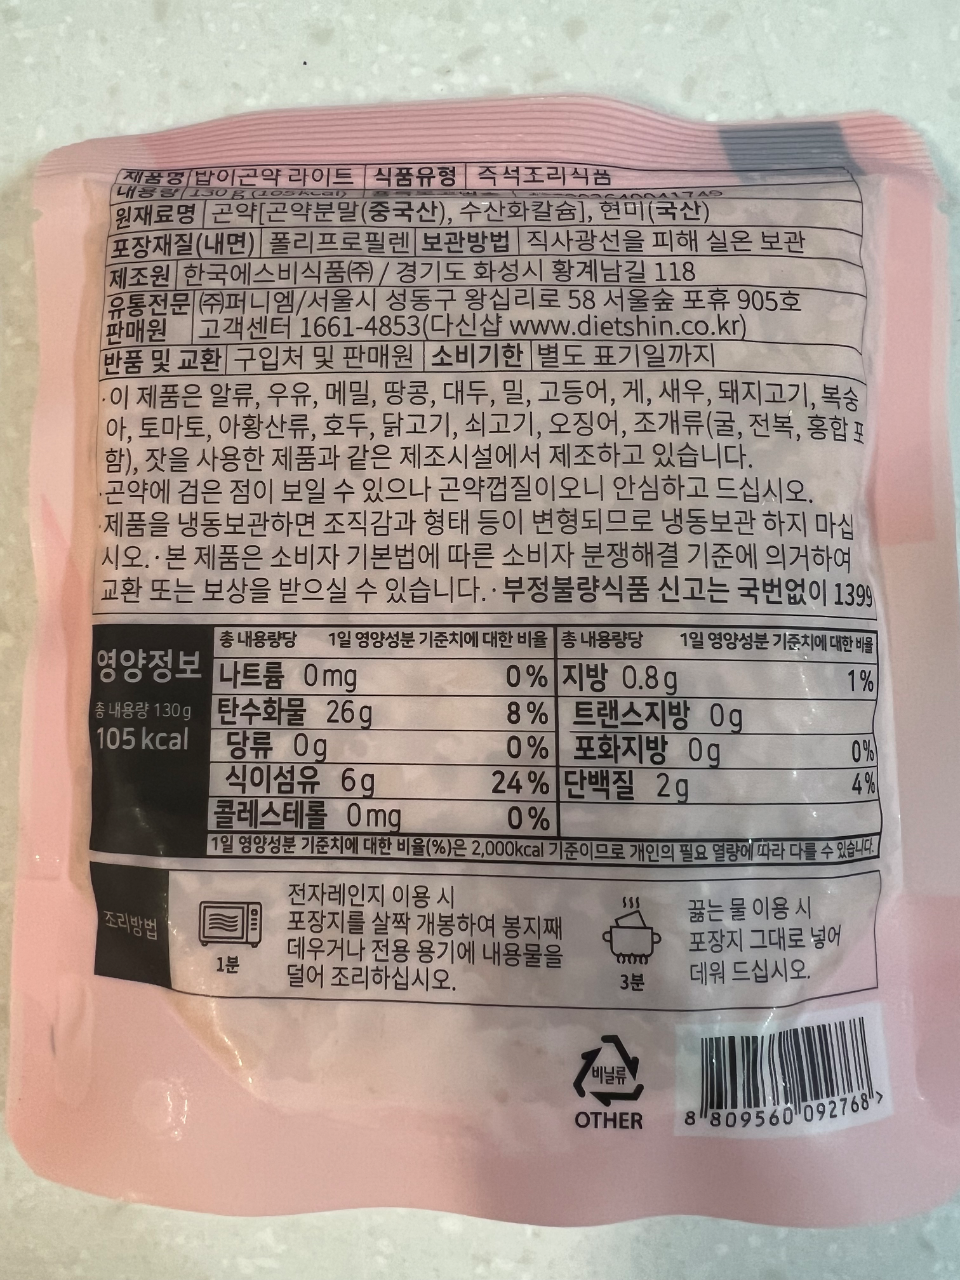 제품명 밥이곤약 라이트 식품유형 즉석조리식품
내용량 130 g (105 kcal)
원재료명 곤약[곤약분말(중국산), 수산화칼슘], 현미(국산)
포장재질(내면) 폴리프로필렌 보관방법 직사광선을 피해 실온 보관
제조원 한국에스비식품㈜ / 경기도 화성시 황계남길 118
유통전문 ㈜퍼니엠/서울시 성동구 왕십리로 58 서울숲 포휴 905호
판매원 고객센터 1661-4853(다신샵 www.dietshin.co.kr)
반품 및 교환 구입처 및 판매원 소비기한 별도 표기일까지
·이 제품은 알류, 우유, 메밀, 땅콩, 대두, 밀, 고등어, 게, 새우, 돼지고기, 복숭
아, 토마토, 아황산류, 호두, 닭고기, 쇠고기, 오징어, 조개류(굴, 전복, 홍합 포
함), 잣을 사용한 제품과 같은 제조시설에서 제조하고 있습니다.
·곤약에 검은 점이 보일 수 있으나 곤약껍질이오니 안심하고 드십시오.
·제품을 냉동보관하면 조직감과 형태 등이 변형되므로 냉동보관 하지 마십
시오.·본 제품은 소비자 기본법에 따른 소비자 분쟁해결 기준에 의거하여
교환 또는 보상을 받으실 수 있습니다.·부정불량식품 신고는 국번없이 1399
영양정보
총 내용량 130g
105 kcal
총 내용량당 1일 영양성분 기준치에 대한 비율 총 내용량당 1일 영양성분 기준치에 대한 비율
나트륨 0mg 0% 지방 0.8g 1%
탄수화물 26g 8% 트랜스지방 0g
당류 0g 0% 포화지방 0g 0%
식이섬유 6g 24% 단백질 2g 4%
콜레스테롤 0mg 0%
1일 영양성분 기준치에 대한 비율(%)은 2,000kcal 기준이므로 개인의 필요 열량에 따라 다를 수 있습니다.
조리방법
1분
전자레인지 이용 시
포장지를 살짝 개봉하여 봉지째
데우거나 전용 용기에 내용물을
덜어 조리하십시오.
3분
끓는 물 이용 시
포장지 그대로 넣어
데워 드십시오.
비닐류
OTHER
8 809560 092768 >